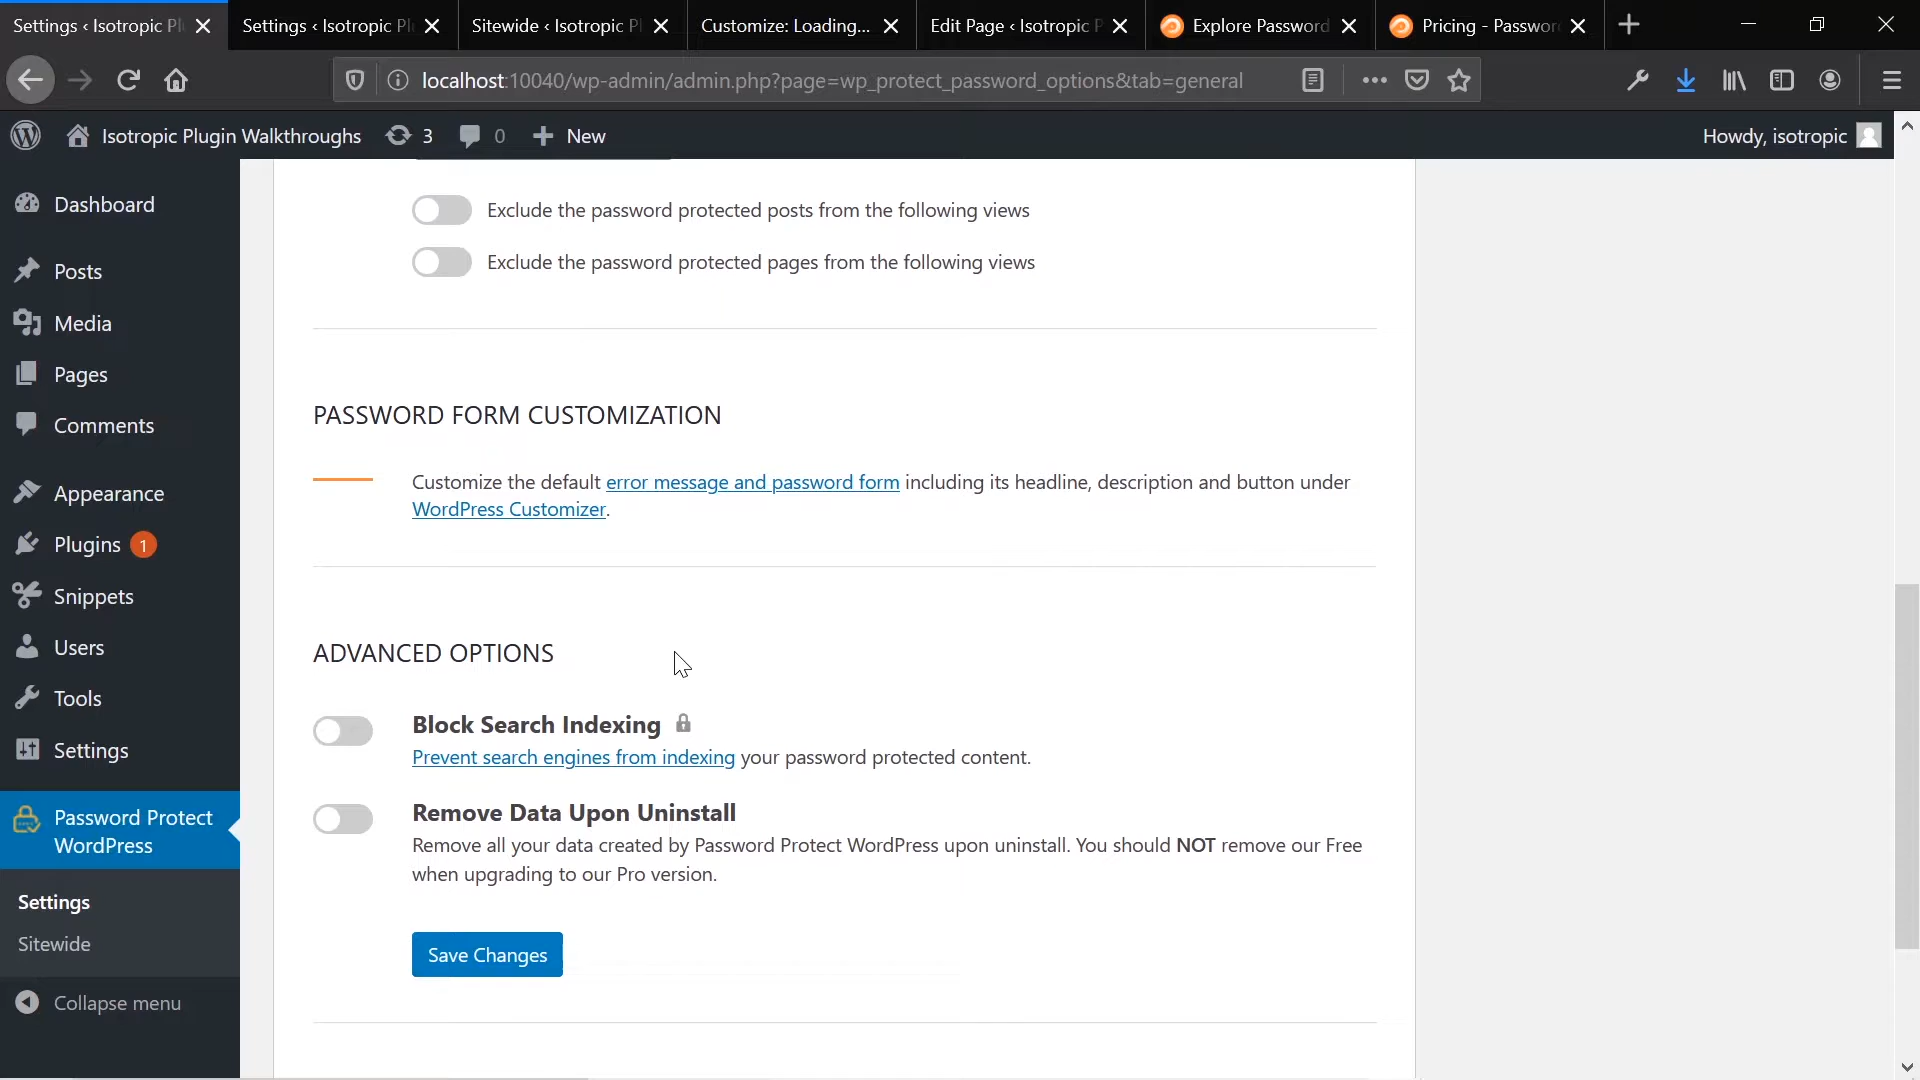 Settings ‹ Isotropic Pl
Settings ‹ Isotropic Pl
Sitewide ‹ Isotropic Pl
Customize: Loading...
Edit Page ‹ Isotropic P
Explore Password
Pricing - Passwor
localhost:10040/wp-admin/admin.php?page=wp_protect_password_options&tab=general
Isotropic Plugin Walkthroughs
3
0
New
Howdy, isotropic
Dashboard
Posts
Media
Pages
Comments
Appearance
Plugins 1
Snippets
Users
Tools
Settings
Password Protect
WordPress
Settings
Sitewide
Collapse menu
Exclude the password protected posts from the following views
Exclude the password protected pages from the following views
PASSWORD FORM CUSTOMIZATION
Customize the default error message and password form including its headline, description and button under
WordPress Customizer.
ADVANCED OPTIONS
Block Search Indexing
Prevent search engines from indexing your password protected content.
Remove Data Upon Uninstall
Remove all your data created by Password Protect WordPress upon uninstall. You should NOT remove our Free
when upgrading to our Pro version.
Save Changes